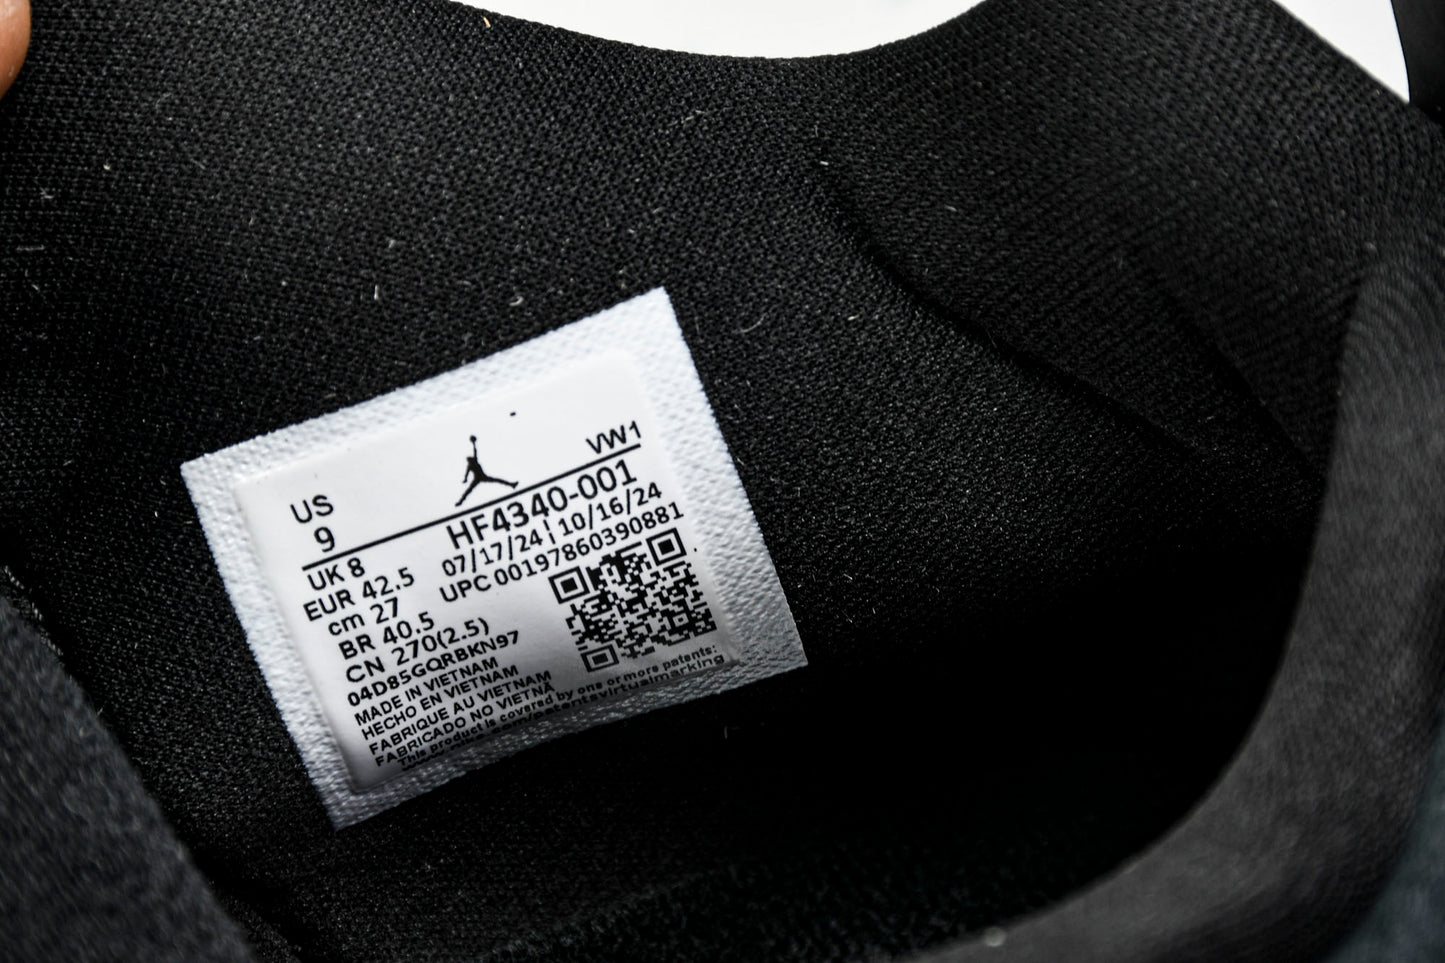 US
9
VW1
UK 8
EUR 42.5
cm 27
BR 40.5
CN 270(2.5)
HF4340-001
07/17/24 | 10/16/24
UPC 00197860390881
04D85GQRBKN97
MADE IN VIETNAM
HECHO EN VIETNAM
FABRIQUE AU VIETNAM
FABRICADO NO VIETNÃ
This product is covered by one or more patents: